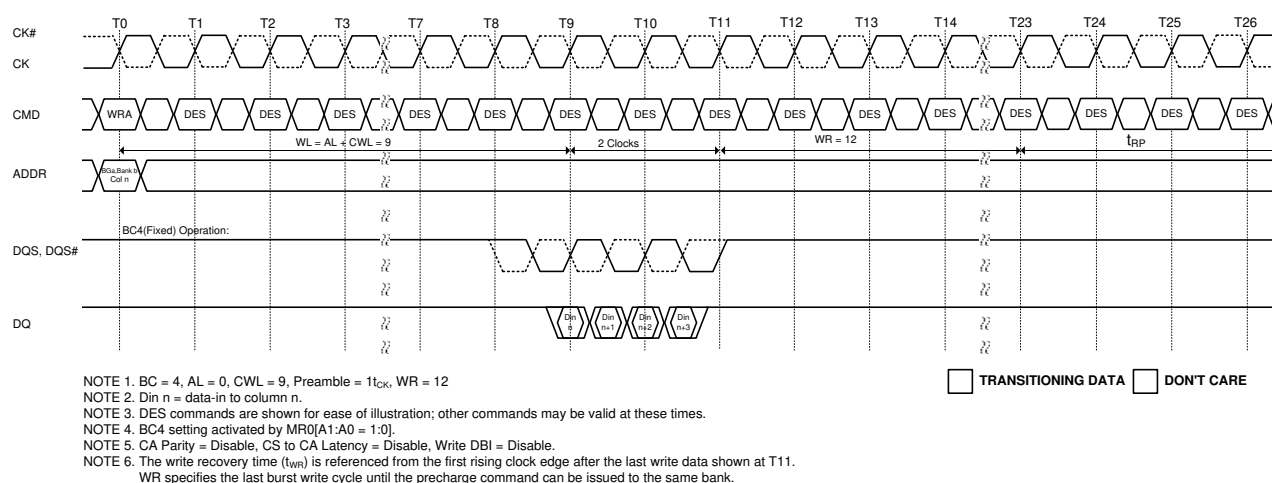 T0 T1 T2 T3 T7 T8 T9 T10 T11 T12 T13 T14 T23 T24 T25 T26
CK#
CK
CMD WRA DES DES DES DES DES DES DES DES DES DES DES DES DES DES DES
WL = AL + CWL = 9 2 Clocks WR = 12 tRP
ADDR BGa,Bank b
Col n
BC4(Fixed) Operation:
DQS, DQS#
DQ Din
n Din
n+1 Din
n+2 Din
n+3
NOTE 1. BC = 4, AL = 0, CWL = 9, Preamble = 1tCK, WR = 12
NOTE 2. Din n = data-in to column n.
NOTE 3. DES commands are shown for ease of illustration; other commands may be valid at these times.
NOTE 4. BC4 setting activated by MR0[A1:A0 = 1:0].
NOTE 5. CA Parity = Disable, CS to CA Latency = Disable, Write DBI = Disable.
NOTE 6. The write recovery time (tWR) is referenced from the first rising clock edge after the last write data shown at T11.
WR specifies the last burst write cycle until the precharge command can be issued to the same bank.
TRANSITIONING DATA DON'T CARE